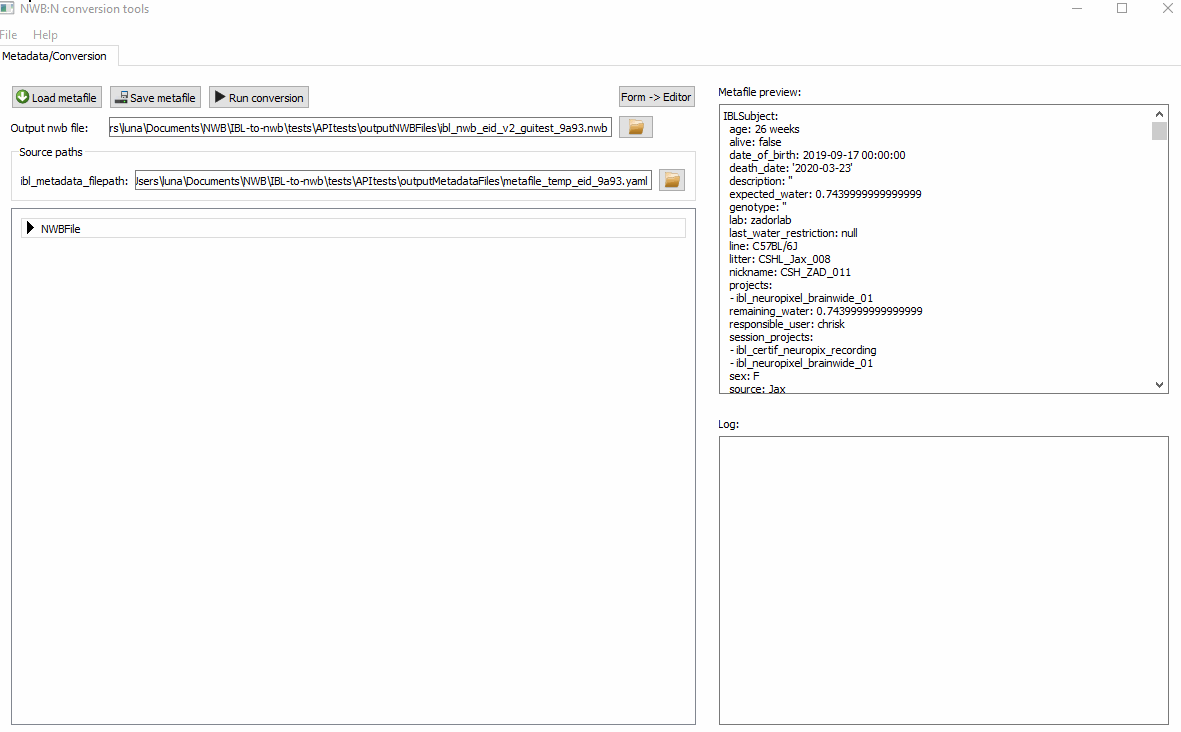 NWB:N conversion tools
File Help
Metadata/Conversion
Load metafile Save metafile Run conversion Form -> Editor
Output nwb file: rs\luna\Documents\NWB\IBL-to-nwb\tests\APItests\outputNWBFiles\ibl_nwb_eid_v2_guitest_9a93.nwb
Source paths
ibl_metadata_filepath: Jsers\luna\Documents\NWB\IBL-to-nwb\tests\APItests\outputMetadataFiles\metafile_temp_eid_9a93.yaml
NWBFile
Metafile preview:
IBLSubject:
age: 26 weeks
alive: false
date_of_birth: 2019-09-17 00:00:00
death_date: '2020-03-23'
description: ''
expected_water: 0.7439999999999999
genotype: ''
lab: zadorlab
last_water_restriction: null
line: C57BL/6J
litter: CSHL_Jax_008
nickname: CSH_ZAD_011
projects:
- ibl_neuropixel_brainwide_01
remaining_water: 0.7439999999999999
responsible_user: chrisk
session_projects:
- ibl_certif_neuropix_recording
- ibl_neuropixel_brainwide_01
sex: F
source: Jax
Log: